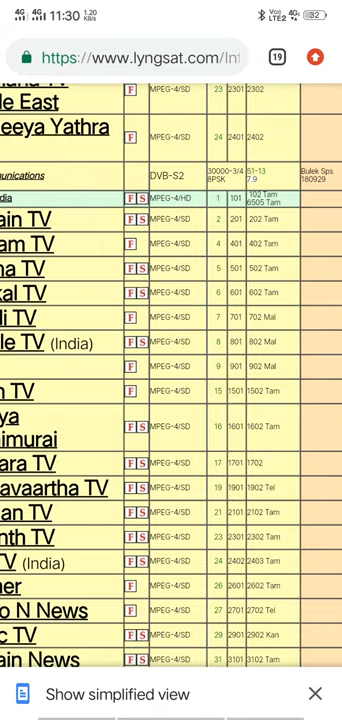 4G 4G 11:30 1.20 KB/s VoLTE2 4G 32
https://www.lyngsat.com/Int 19
le East F MPEG-4/SD 23 2301 2302
eeya Yathra F MPEG-4/SD 24 2401 2402
munications DVB-S2 30000-3/4 8PSK 51-13 7.9 Bulek Sps 180929
dia F S MPEG-4/HD 1 101 102 Tam 6505 Tam
ain TV F S MPEG-4/SD 2 201 202 Tam
am TV F MPEG-4/SD 4 401 402 Tam
na TV F S MPEG-4/SD 5 501 502 Tam
kal TV F S MPEG-4/SD 6 601 602 Tam
li TV F MPEG-4/SD 7 701 702 Mal
le TV (India) F S MPEG-4/SD 8 801 802 Mal
F MPEG-4/SD 9 901 902 Mal
n TV F MPEG-4/SD 15 1501 1502 Tam
ya
imurai F S MPEG-4/SD 16 1601 1602 Tam
ara TV F S MPEG-4/SD 17 1701 1702
avaartha TV F S MPEG-4/SD 19 1901 1902 Tel
an TV F S MPEG-4/SD 21 2101 2102 Tam
nth TV F S MPEG-4/SD 23 2301 2302 Tam
TV (India) F S MPEG-4/SD 24 2402 2403 Tam
ner F MPEG-4/SD 26 2601 2602 Tam
o N News F MPEG-4/SD 27 2701 2702 Tel
c TV F S MPEG-4/SD 29 2901 2902 Kan
ain News F S MPEG-4/SD 31 3101 3102 Tam
Show simplified view